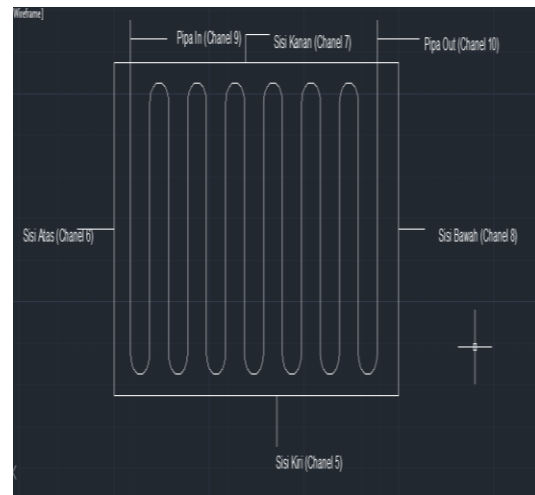 Wireframe]
Pipa In (Chanel 9)
Sisi Kanan (Chanel 7)
Pipa Out (Chanel 10)
Sisi Atas (Chanel 6)
Sisi Bawah (Chanel 8)
Sisi Kiri (Chanel 5)
X